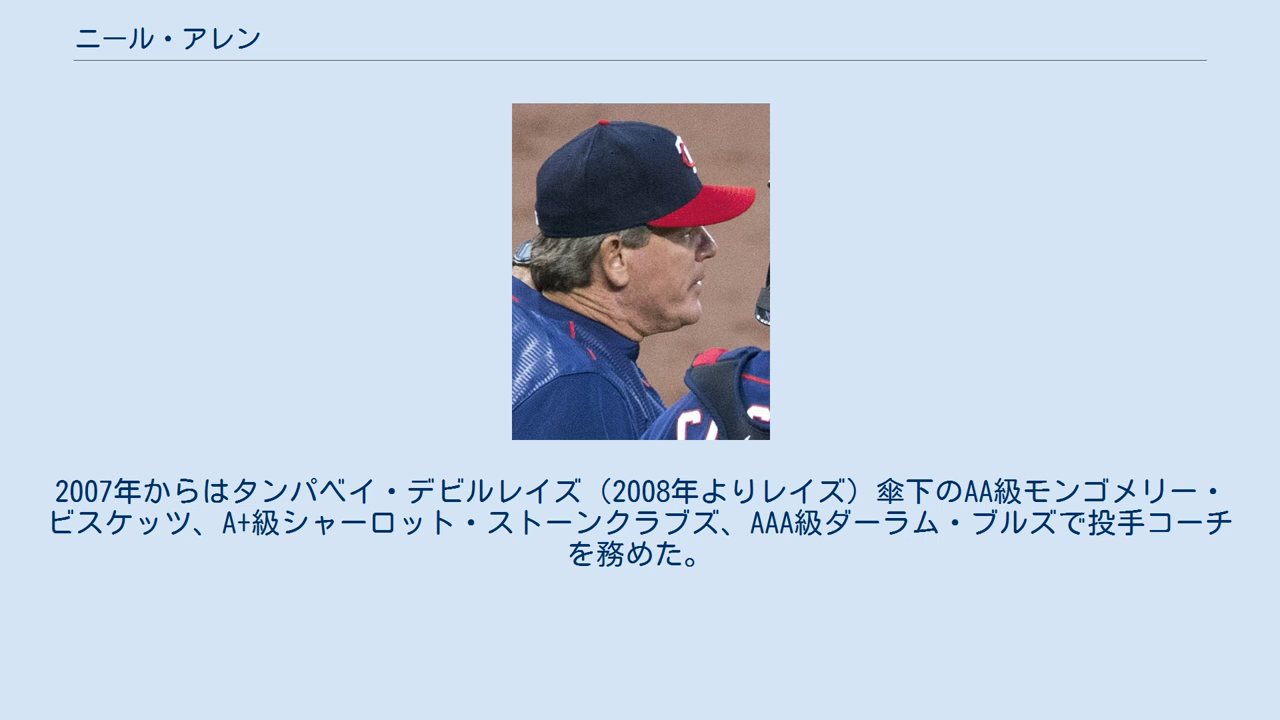 ニール・アレン
2007年からはタンパベイ・デビルレイズ（2008年よりレイズ）傘下のAA級モンゴメリー・
ビスケッツ、A+級シャーロット・ストーンクラブズ、AAA級ダーラム・ブルズで投手コーチ
を務めた。